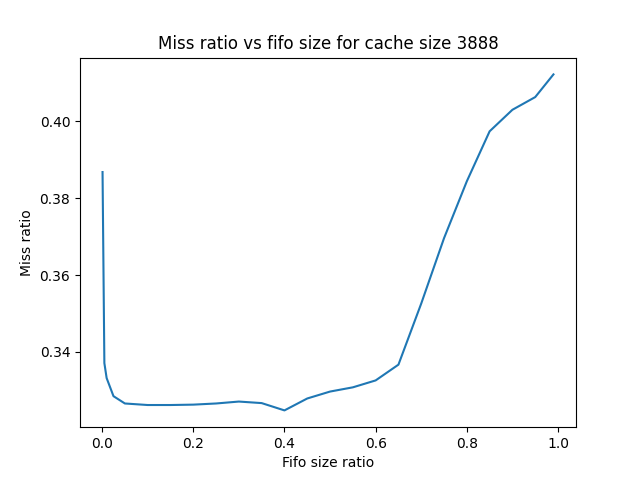 Miss ratio vs fifo size for cache size 3888
0.40
0.38
0.36
0.34
Miss ratio
0.0 0.2 0.4 0.6 0.8 1.0
Fifo size ratio